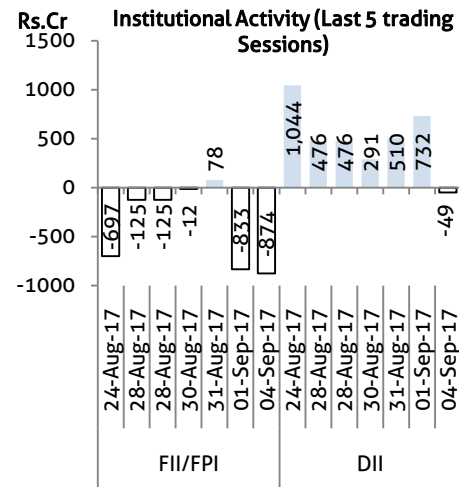 Rs.Cr
Institutional Activity (Last 5 trading
Sessions)
1500
1000
500
0
-500
-1000
-697
-125
-125
-12
78
-833
-874
1,044
476
476
291
510
732
-49
24-Aug-17
28-Aug-17
28-Aug-17
30-Aug-17
31-Aug-17
01-Sep-17
04-Sep-17
24-Aug-17
28-Aug-17
28-Aug-17
30-Aug-17
31-Aug-17
01-Sep-17
04-Sep-17
FII/FPI
DII